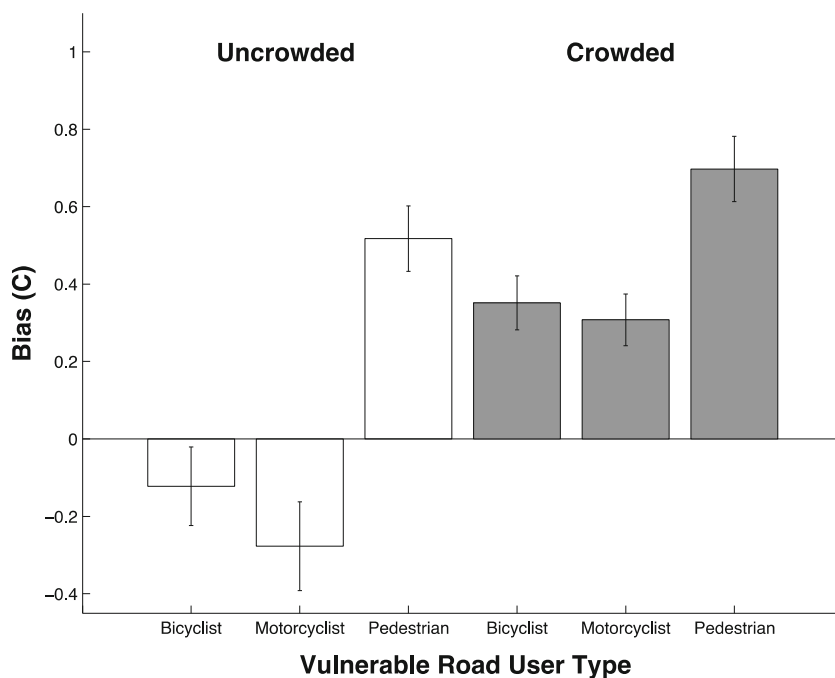 Uncrowded Crowded
1
0.8
0.6
0.4
0.2
0
−0.2
−0.4
Bias (C)
Bicyclist Motorcyclist Pedestrian Bicyclist Motorcyclist Pedestrian
Vulnerable Road User Type